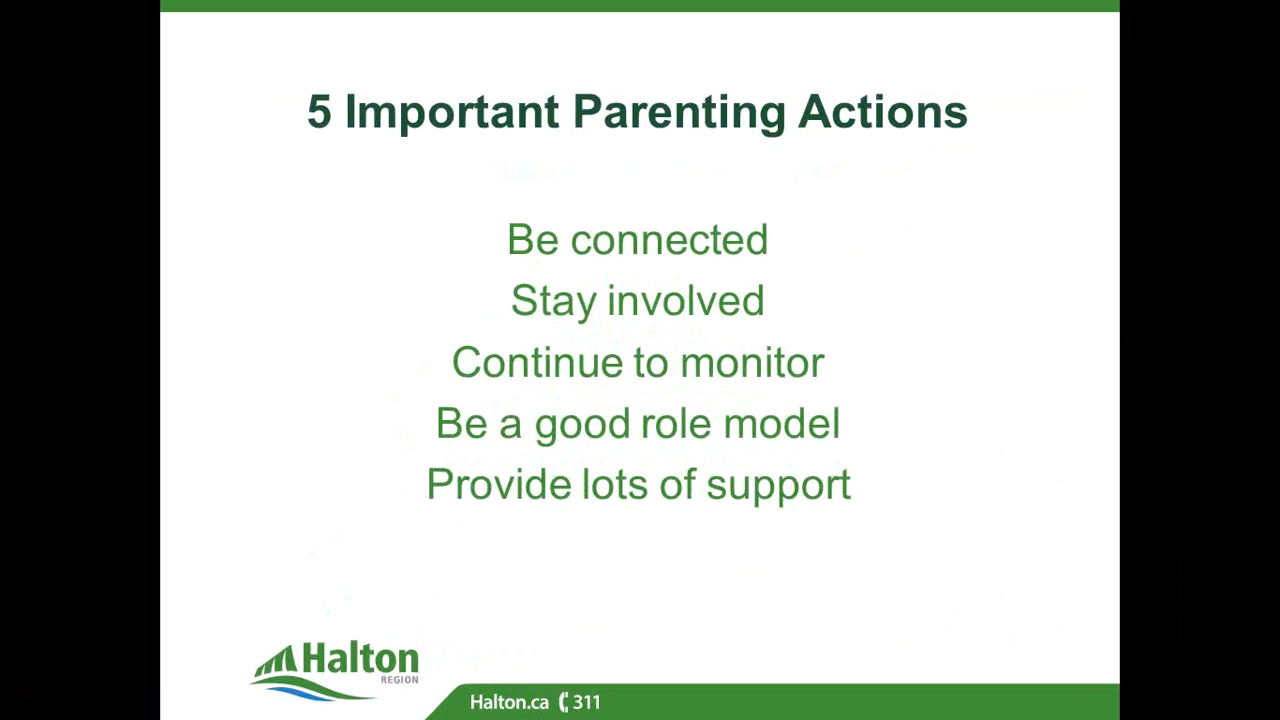 5 Important Parenting Actions
Be connected
Stay involved
Continue to monitor
Be a good role model
Provide lots of support
Halton
REGION
Halton.ca 311